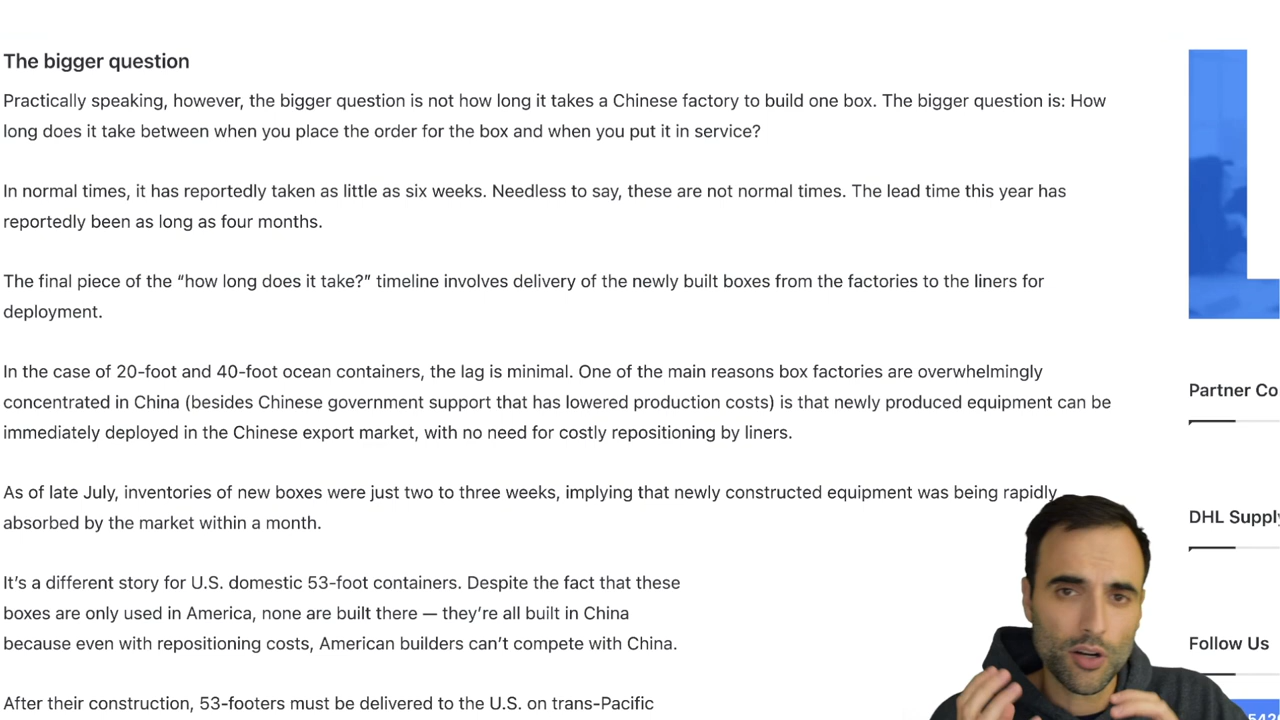 The bigger question
Practically speaking, however, the bigger question is not how long it takes a Chinese factory to build one box. The bigger question is: How
long does it take between when you place the order for the box and when you put it in service?
In normal times, it has reportedly taken as little as six weeks. Needless to say, these are not normal times. The lead time this year has
reportedly been as long as four months.
The final piece of the “how long does it take?” timeline involves delivery of the newly built boxes from the factories to the liners for
deployment.
In the case of 20-foot and 40-foot ocean containers, the lag is minimal. One of the main reasons box factories are overwhelmingly
concentrated in China (besides Chinese government support that has lowered production costs) is that newly produced equipment can be
immediately deployed in the Chinese export market, with no need for costly repositioning by liners.
As of late July, inventories of new boxes were just two to three weeks, implying that newly constructed equipment was being rapidly
absorbed by the market within a month.
It’s a different story for U.S. domestic 53-foot containers. Despite the fact that these
boxes are only used in America, none are built there — they’re all built in China
because even with repositioning costs, American builders can’t compete with China.
After their construction, 53-footers must be delivered to the U.S. on trans-Pacific
Partner Co
DHL Supply
Follow Us